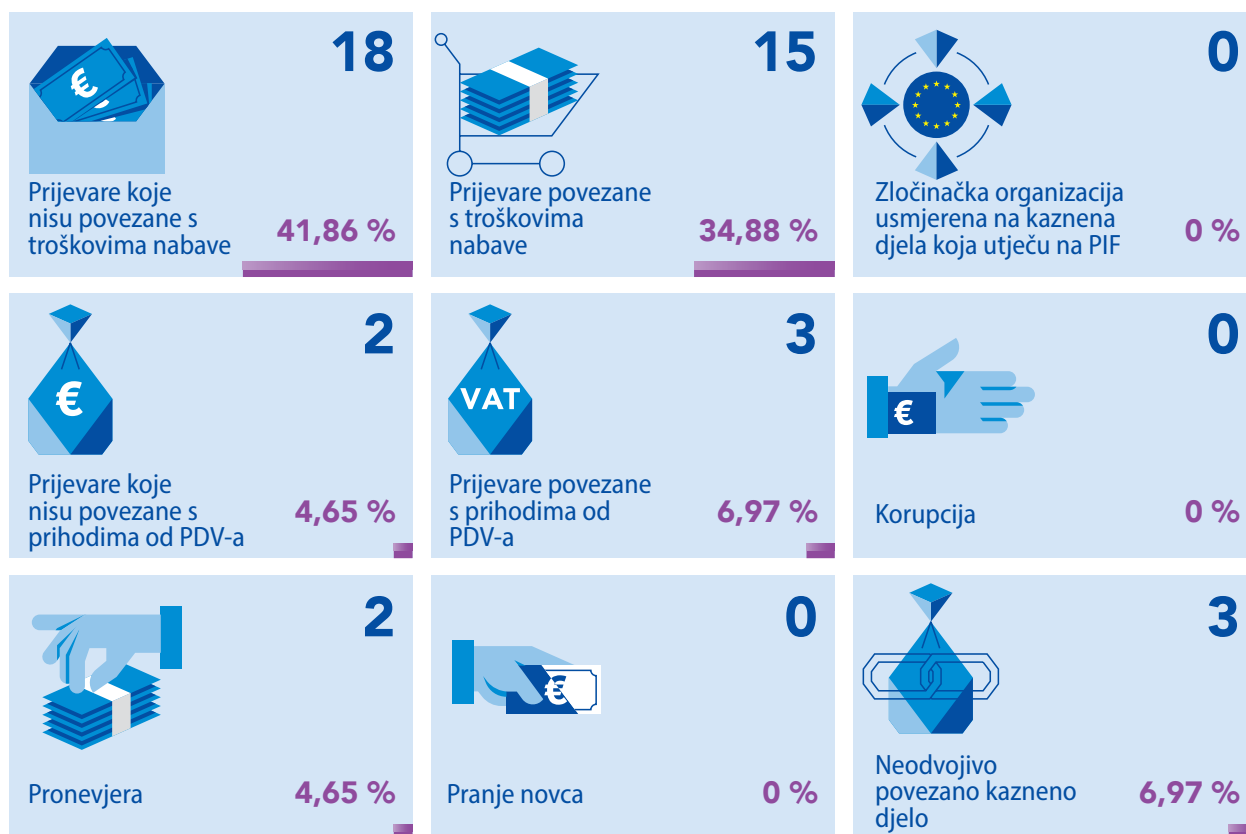 18
€
Prijevare koje
nisu povezane s
troškovima nabave
41,86 %
15
Prijevare povezane
s troškovima
nabave
34,88 %
0
Zločinačka organizacija
usmjerena na kaznena
djela koja utječu na PIF
0 %
2
€
Prijevare koje
nisu povezane s
prihodima od PDV-a
4,65 %
3
VAT
Prijevare povezane
s prihodima od
PDV-a
6,97 %
0
€
Korupcija
0 %
2
Pronevjera
4,65 %
0
€
Pranje novca
0 %
3
Neodvojivo
povezano kazneno
djelo
6,97 %